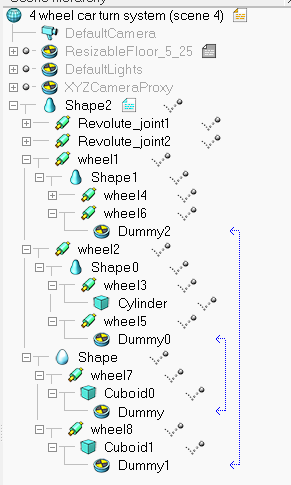 Scene hierarchy
4 wheel car turn system (scene 4)
DefaultCamera
ResizableFloor_5_25
DefaultLights
XYZCameraProxy
Shape2
Revolute_joint1
Revolute_joint2
wheel1
Shape1
wheel4
wheel6
Dummy2
wheel2
Shape0
wheel3
Cylinder
wheel5
Dummy0
Shape
wheel7
Cuboid0
Dummy
wheel8
Cuboid1
Dummy1